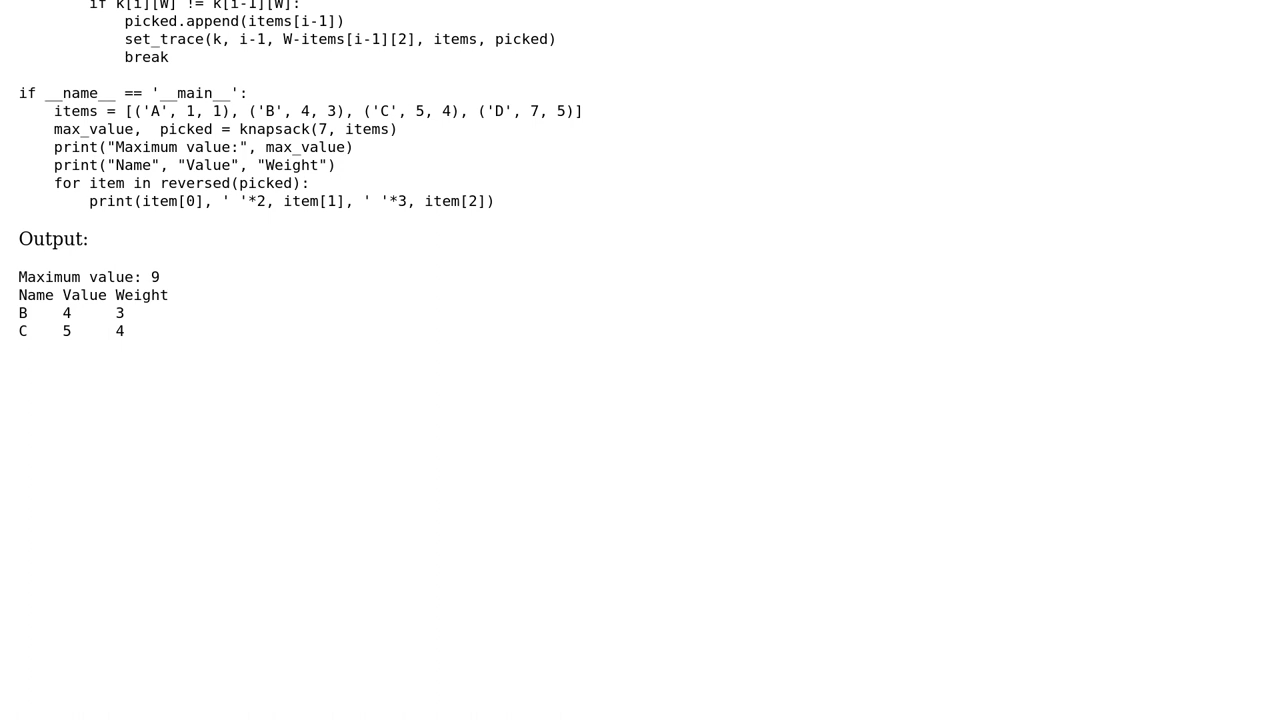 if k[i][W] != k[i-1][W]:
            picked.append(items[i-1])
            set_trace(k, i-1, W-items[i-1][2], items, picked)
            break
if __name__ == '__main__':
    items = [('A', 1, 1), ('B', 4, 3), ('C', 5, 4), ('D', 7, 5)]
    max_value,  picked = knapsack(7, items)
    print("Maximum value:", max_value)
    print("Name", "Value", "Weight")
    for item in reversed(picked):
        print(item[0], ' '*2, item[1], ' '*3, item[2])
Output:
Maximum value: 9
Name Value Weight
B    4     3
C    5     4